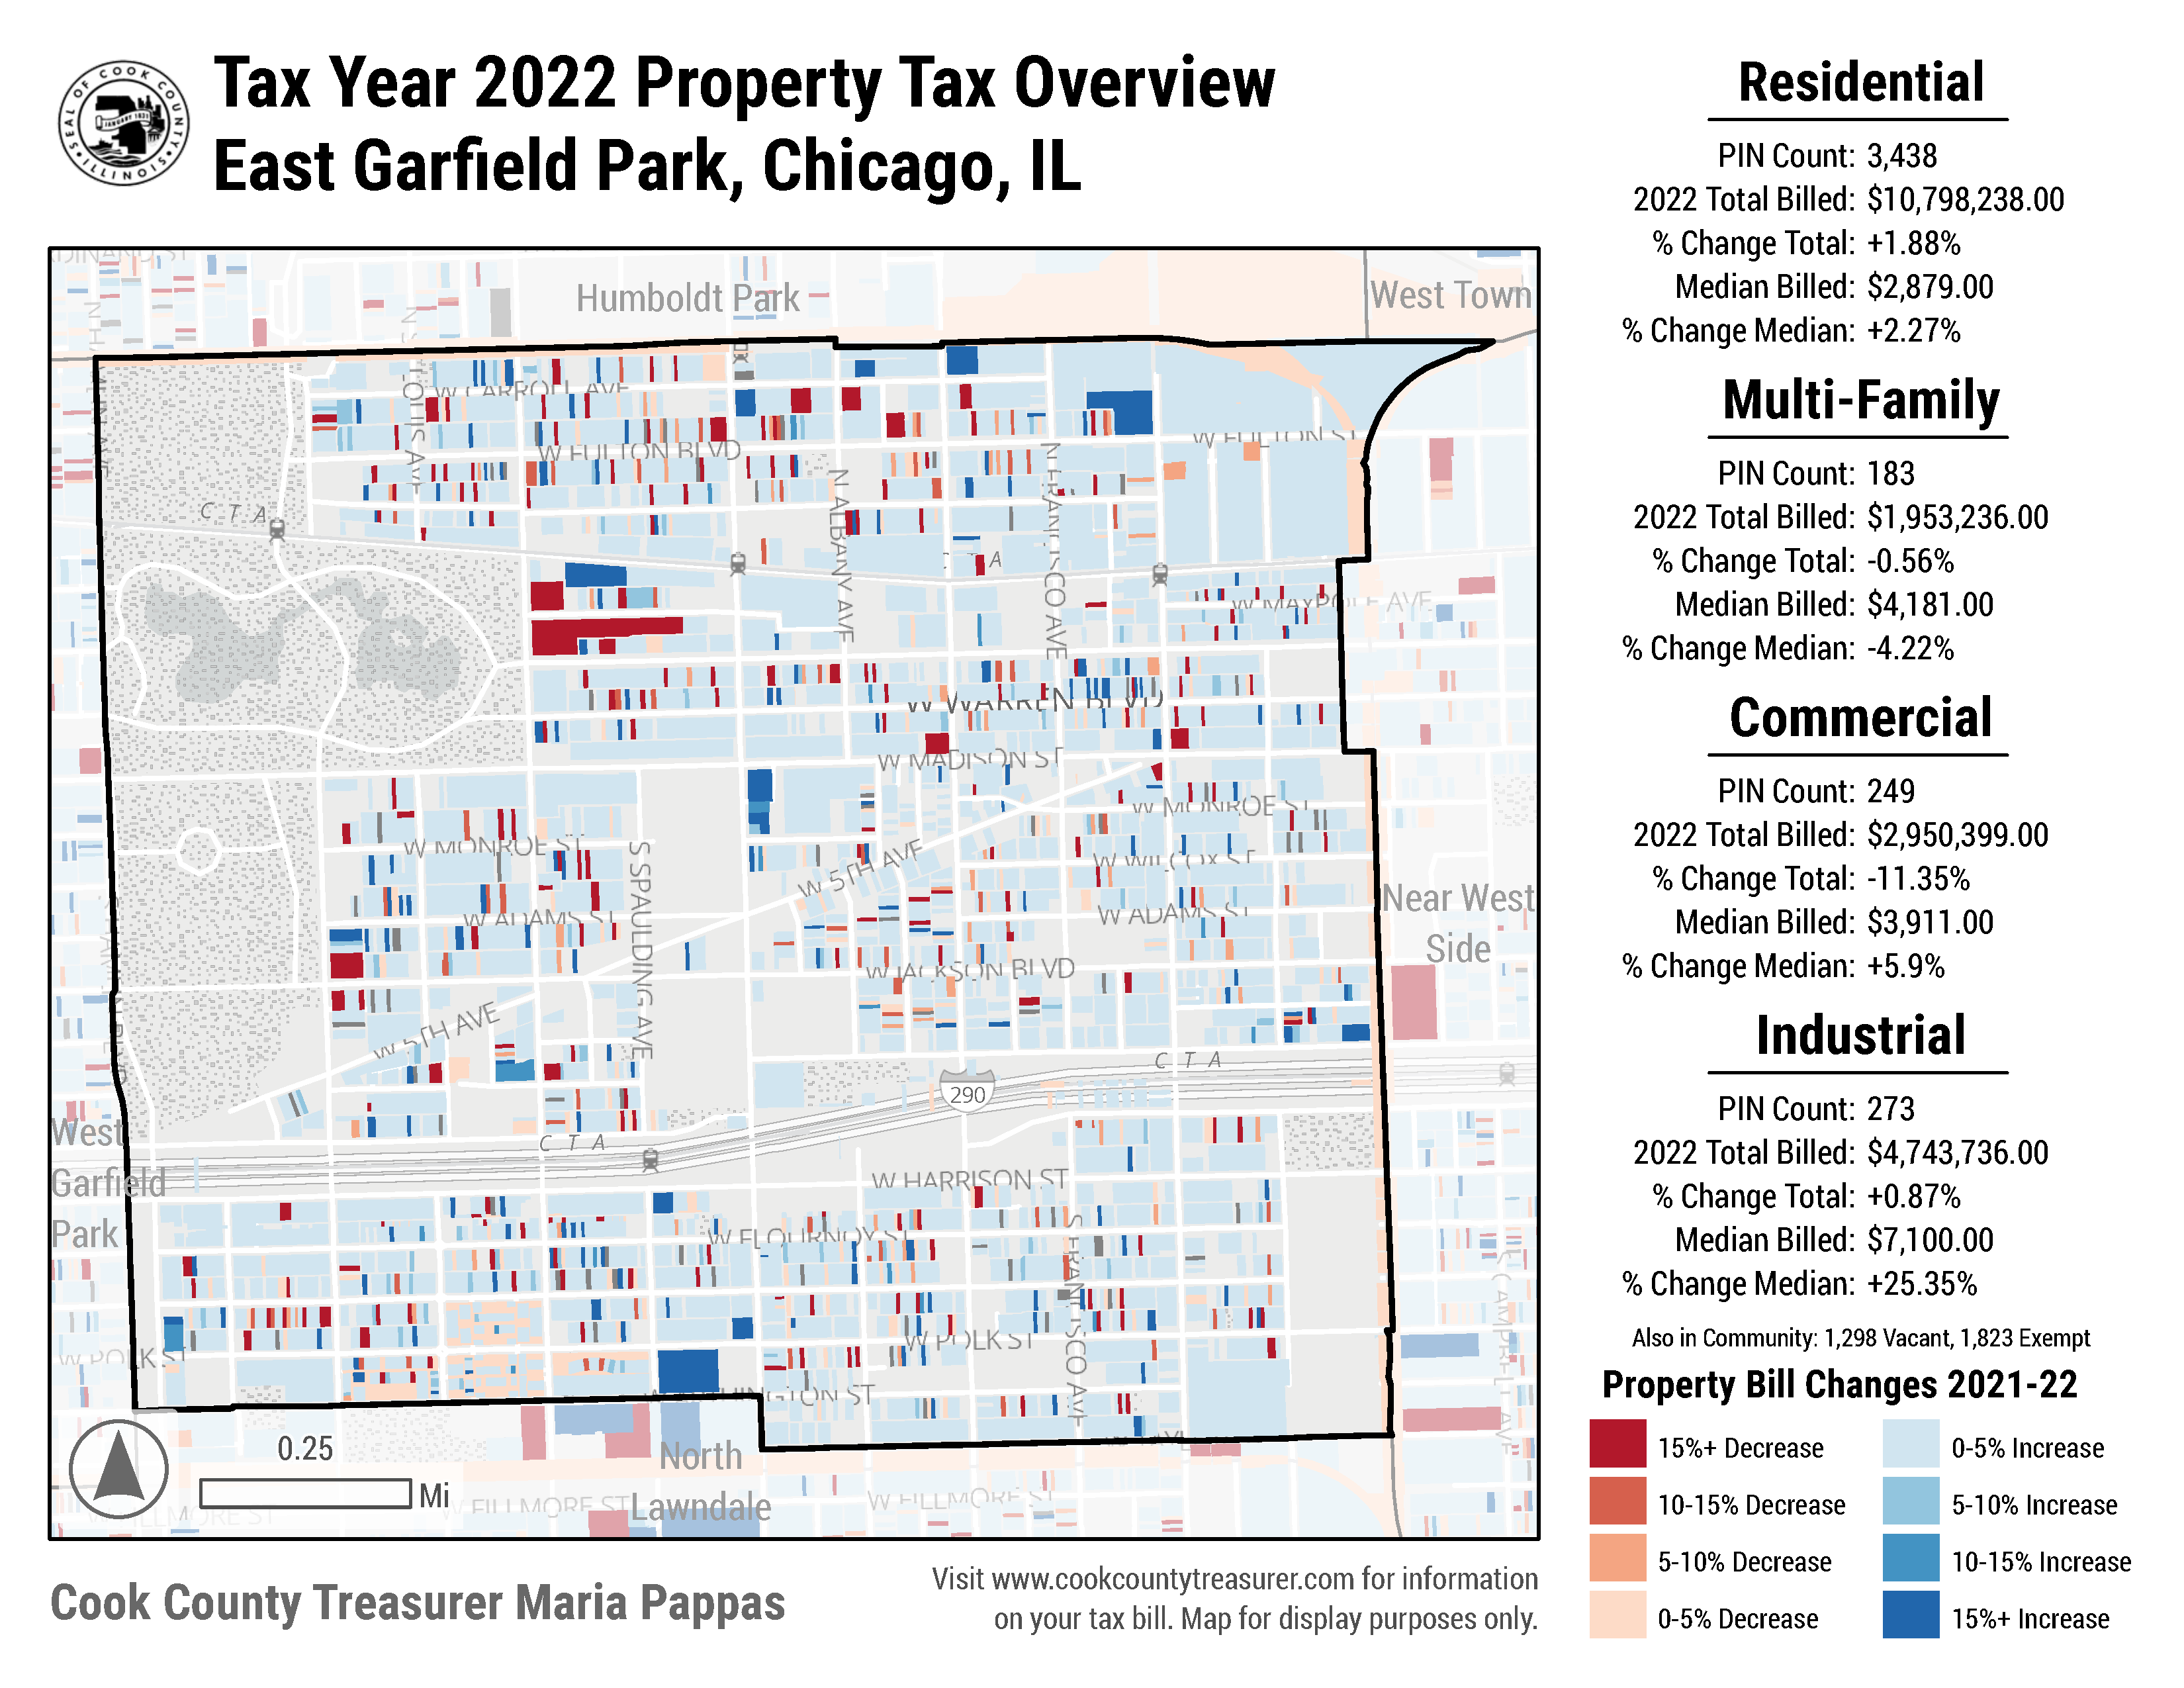 SEAL OF COOK COUNTY
ILLINOIS
JANUARY 1831
Tax Year 2022 Property Tax Overview
East Garfield Park, Chicago, IL
Humboldt Park
West Town
W CARROLL AVE
W FULTON BLVD
W FULTON ST
N ALBANY AVE
N FRANCISCO AVE
C T A
C T A
W MAYPOLE AVE
W WARREN BLVD
W MADISON ST
W MONROE ST
W MONROE ST
W WILCOX ST
W 5TH AVE
S SPAULDING AVE
W ADAMS ST
W ADAMS ST
Near West
Side
W JACKSON BLVD
W 5TH AVE
C T A
290
C T A
West
Garfield
Park
W HARRISON ST
W FLOURNOY ST
S FRANCISCO AVE
W POLK ST
W POLK ST
North
Lawndale
W FILLMORE ST
W FILLMORE ST
0.25
Mi
Cook County Treasurer Maria Pappas
Visit www.cookcountytreasurer.com for information
on your tax bill. Map for display purposes only.
Residential
PIN Count: 3,438
2022 Total Billed: $10,798,238.00
% Change Total: +1.88%
Median Billed: $2,879.00
% Change Median: +2.27%
Multi-Family
PIN Count: 183
2022 Total Billed: $1,953,236.00
% Change Total: -0.56%
Median Billed: $4,181.00
% Change Median: -4.22%
Commercial
PIN Count: 249
2022 Total Billed: $2,950,399.00
% Change Total: -11.35%
Median Billed: $3,911.00
% Change Median: +5.9%
Industrial
PIN Count: 273
2022 Total Billed: $4,743,736.00
% Change Total: +0.87%
Median Billed: $7,100.00
% Change Median: +25.35%
Also in Community: 1,298 Vacant, 1,823 Exempt
Property Bill Changes 2021-22
15%+ Decrease
10-15% Decrease
5-10% Decrease
0-5% Decrease
0-5% Increase
5-10% Increase
10-15% Increase
15%+ Increase